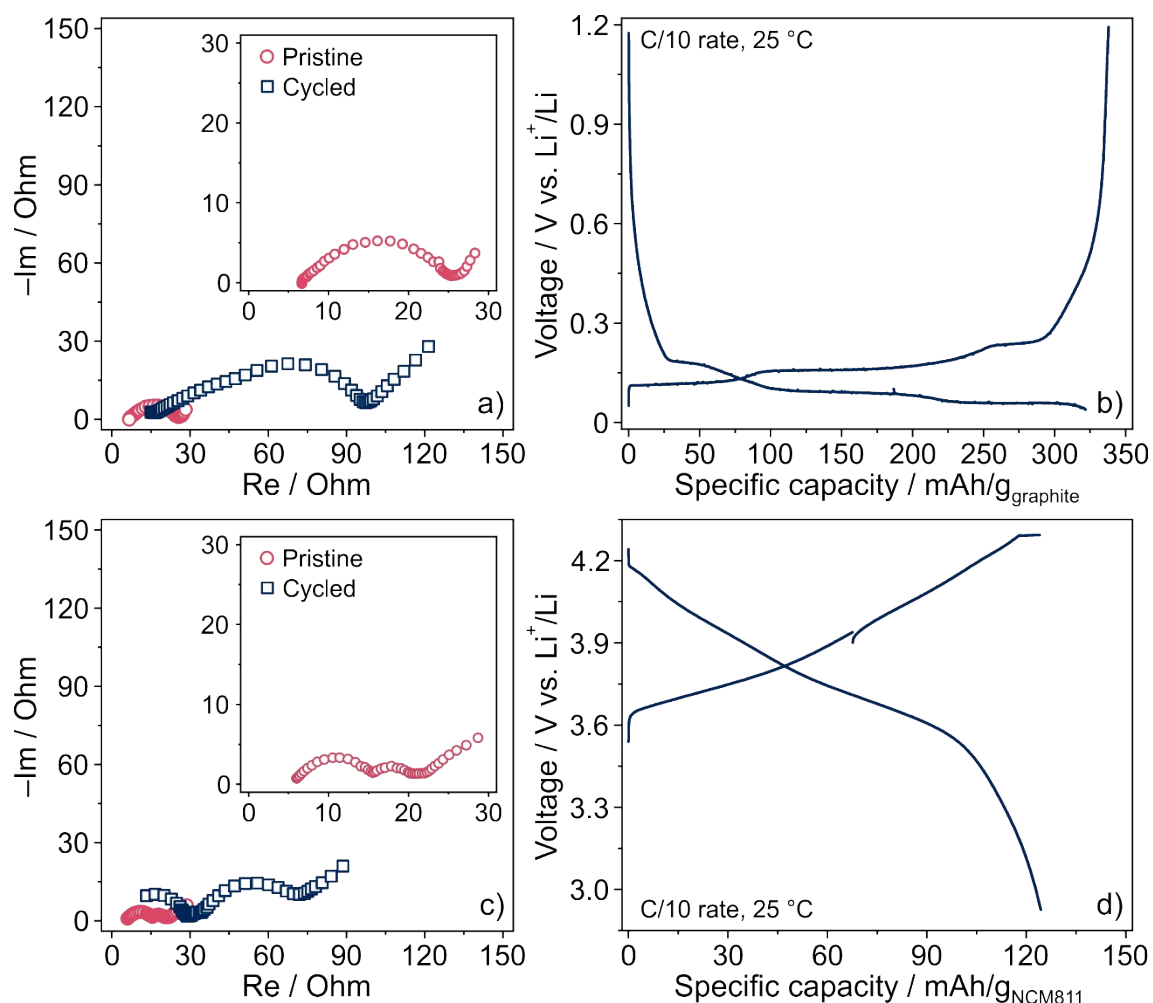 150
120
90
60
30
0
–Im / Ohm
30
20
10
0
Pristine
Cycled
0 10 20 30
a)
0 30 60 90 120 150
Re / Ohm
1.2
0.9
0.6
0.3
0
Voltage / V vs. Li⁺/Li
C/10 rate, 25 °C
b)
0 50 100 150 200 250 300 350
Specific capacity / mAh/g_graphite
150
120
90
60
30
0
–Im / Ohm
30
20
10
0
Pristine
Cycled
0 10 20 30
c)
0 30 60 90 120 150
Re / Ohm
4.2
3.9
3.6
3.3
3.0
Voltage / V vs. Li⁺/Li
C/10 rate, 25 °C
d)
0 30 60 90 120 150
Specific capacity / mAh/g_NCM811